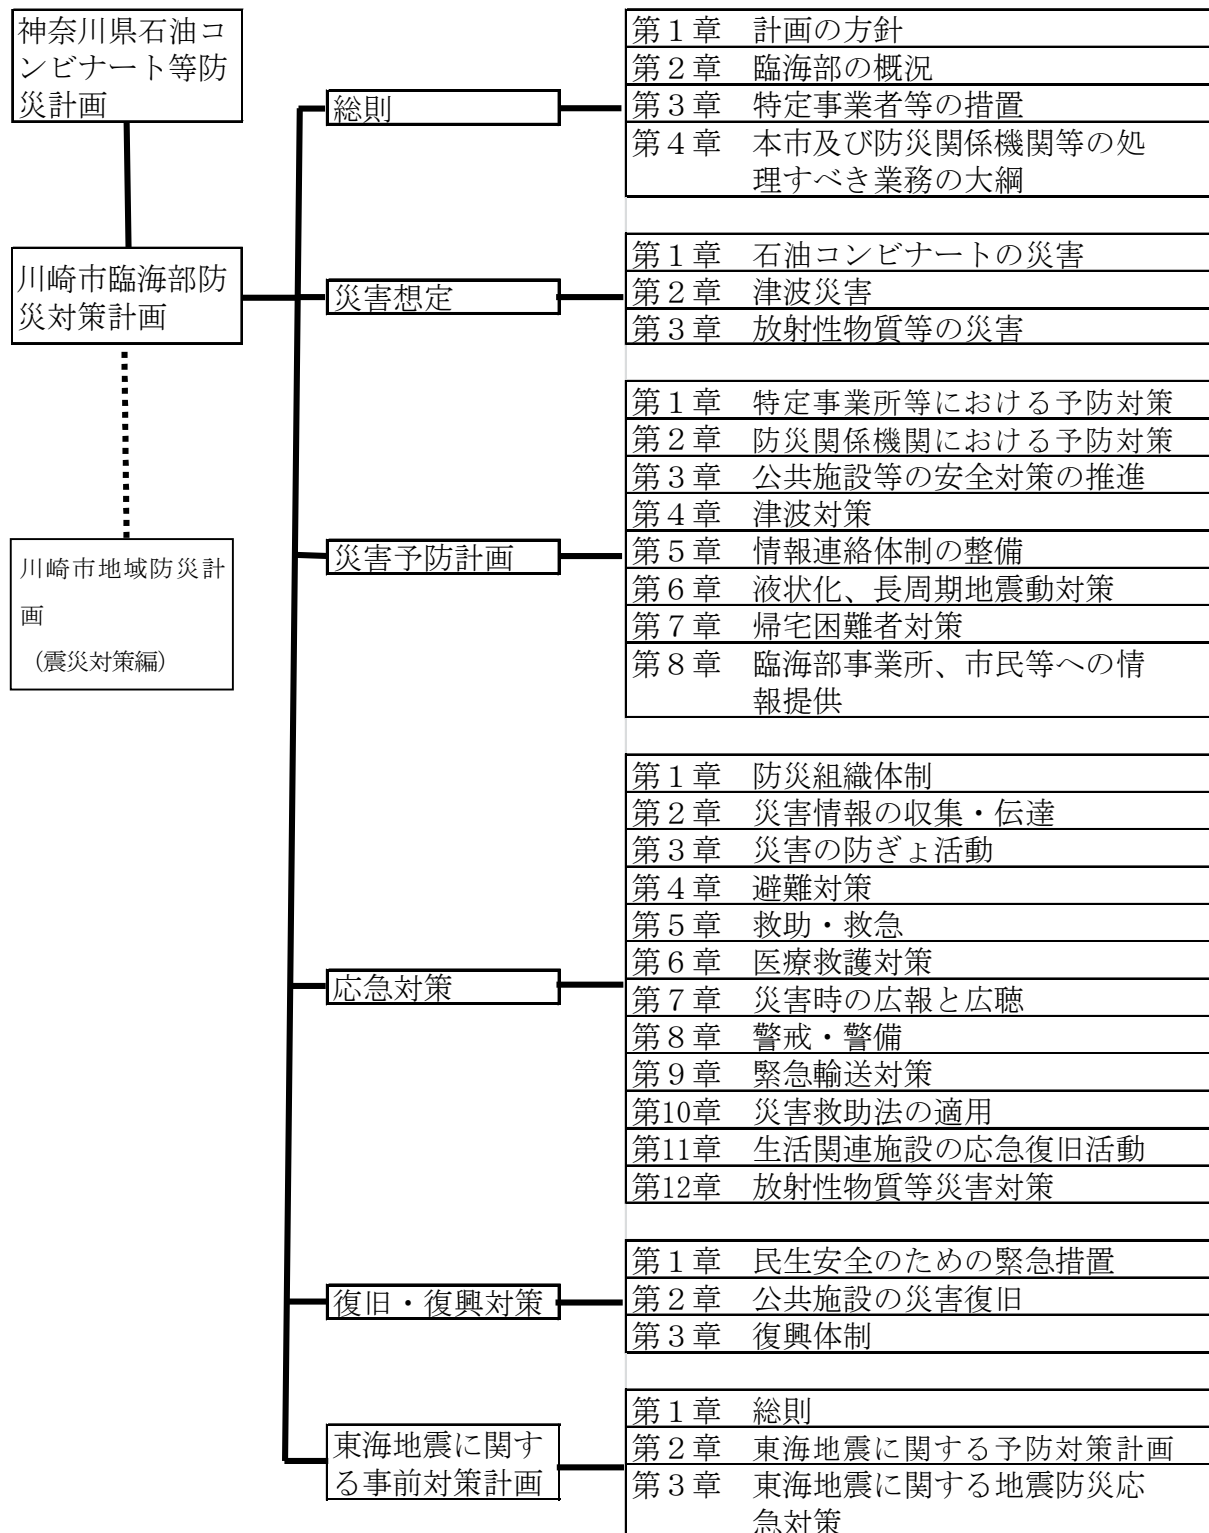 神奈川県石油コ
ンビナート等防
災計画
川崎市臨海部防
災対策計画
川崎市地域防災計
画
（震災対策編）
総則
第１章　計画の方針
第２章　臨海部の概況
第３章　特定事業者等の措置
第４章　本市及び防災関係機関等の処
理すべき業務の大綱
災害想定
第１章　石油コンビナートの災害
第２章　津波災害
第３章　放射性物質等の災害
災害予防計画
第１章　特定事業所等における予防対策
第２章　防災関係機関における予防対策
第３章　公共施設等の安全対策の推進
第４章　津波対策
第５章　情報連絡体制の整備
第６章　液状化、長周期地震動対策
第７章　帰宅困難者対策
第８章　臨海部事業所、市民等への情
報提供
応急対策
第１章　防災組織体制
第２章　災害情報の収集・伝達
第３章　災害の防ぎょ活動
第４章　避難対策
第５章　救助・救急
第６章　医療救護対策
第７章　災害時の広報と広聴
第８章　警戒・警備
第９章　緊急輸送対策
第10章　災害救助法の適用
第11章　生活関連施設の応急復旧活動
第12章　放射性物質等災害対策
復旧・復興対策
第１章　民生安全のための緊急措置
第２章　公共施設の災害復旧
第３章　復興体制
東海地震に関す
る事前対策計画
第１章　総則
第２章　東海地震に関する予防対策計画
第３章　東海地震に関する地震防災応
急対策